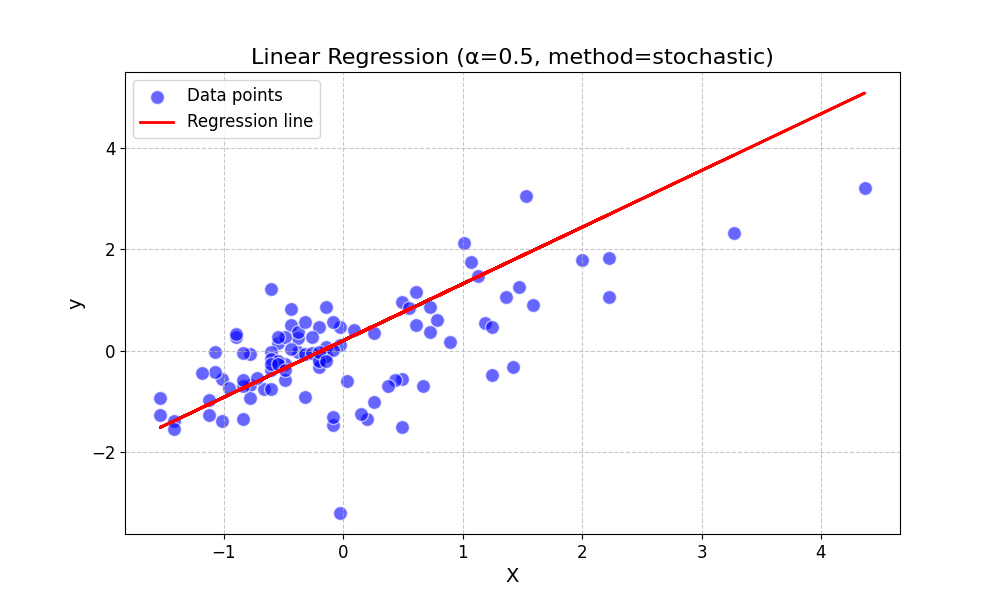 Linear Regression (α=0.5, method=stochastic)
Data points
Regression line
4
2
0
−2
y
−1 0 1 2 3 4
X